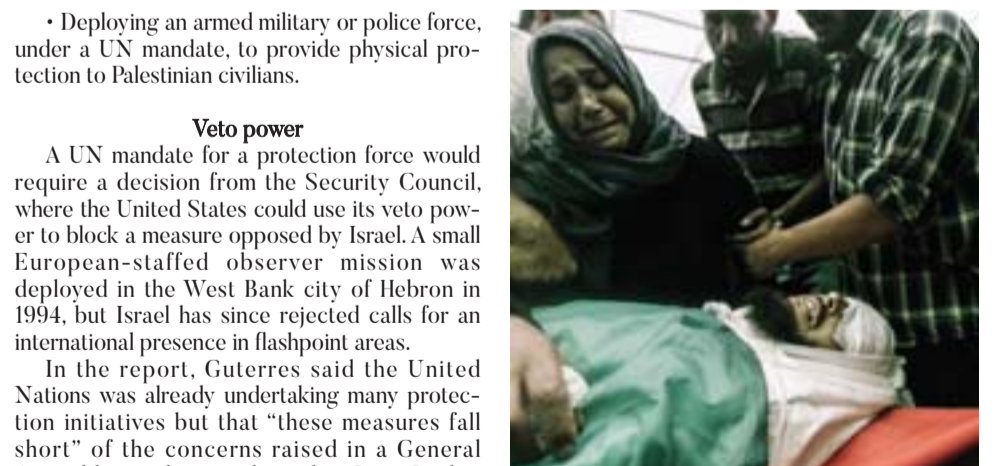 • Deploying an armed military or police force,
under a UN mandate, to provide physical pro-
tection to Palestinian civilians.
Veto power
A UN mandate for a protection force would
require a decision from the Security Council,
where the United States could use its veto pow-
er to block a measure opposed by Israel. A small
European-staffed observer mission was
deployed in the West Bank city of Hebron in
1994, but Israel has since rejected calls for an
international presence in flashpoint areas.
In the report, Guterres said the United
Nations was already undertaking many protec-
tion initiatives but that “these measures fall
short” of the concerns raised in a General